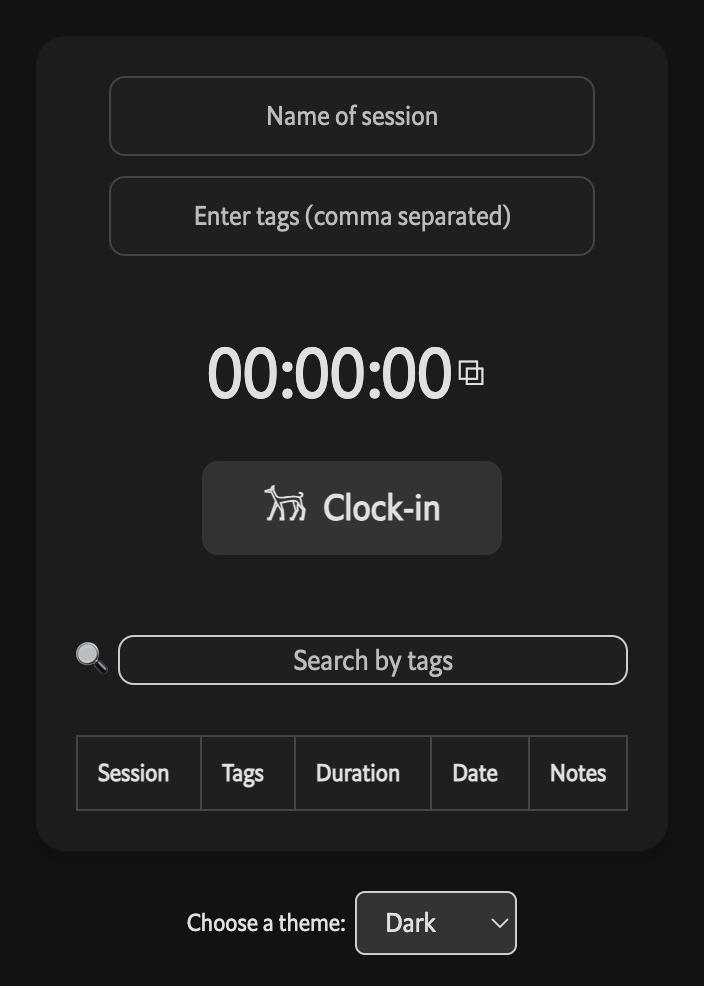 Name of session
Enter tags (comma separated)
00:00:00
Clock-in
Search by tags
Session Tags Duration Date Notes
Choose a theme: Dark